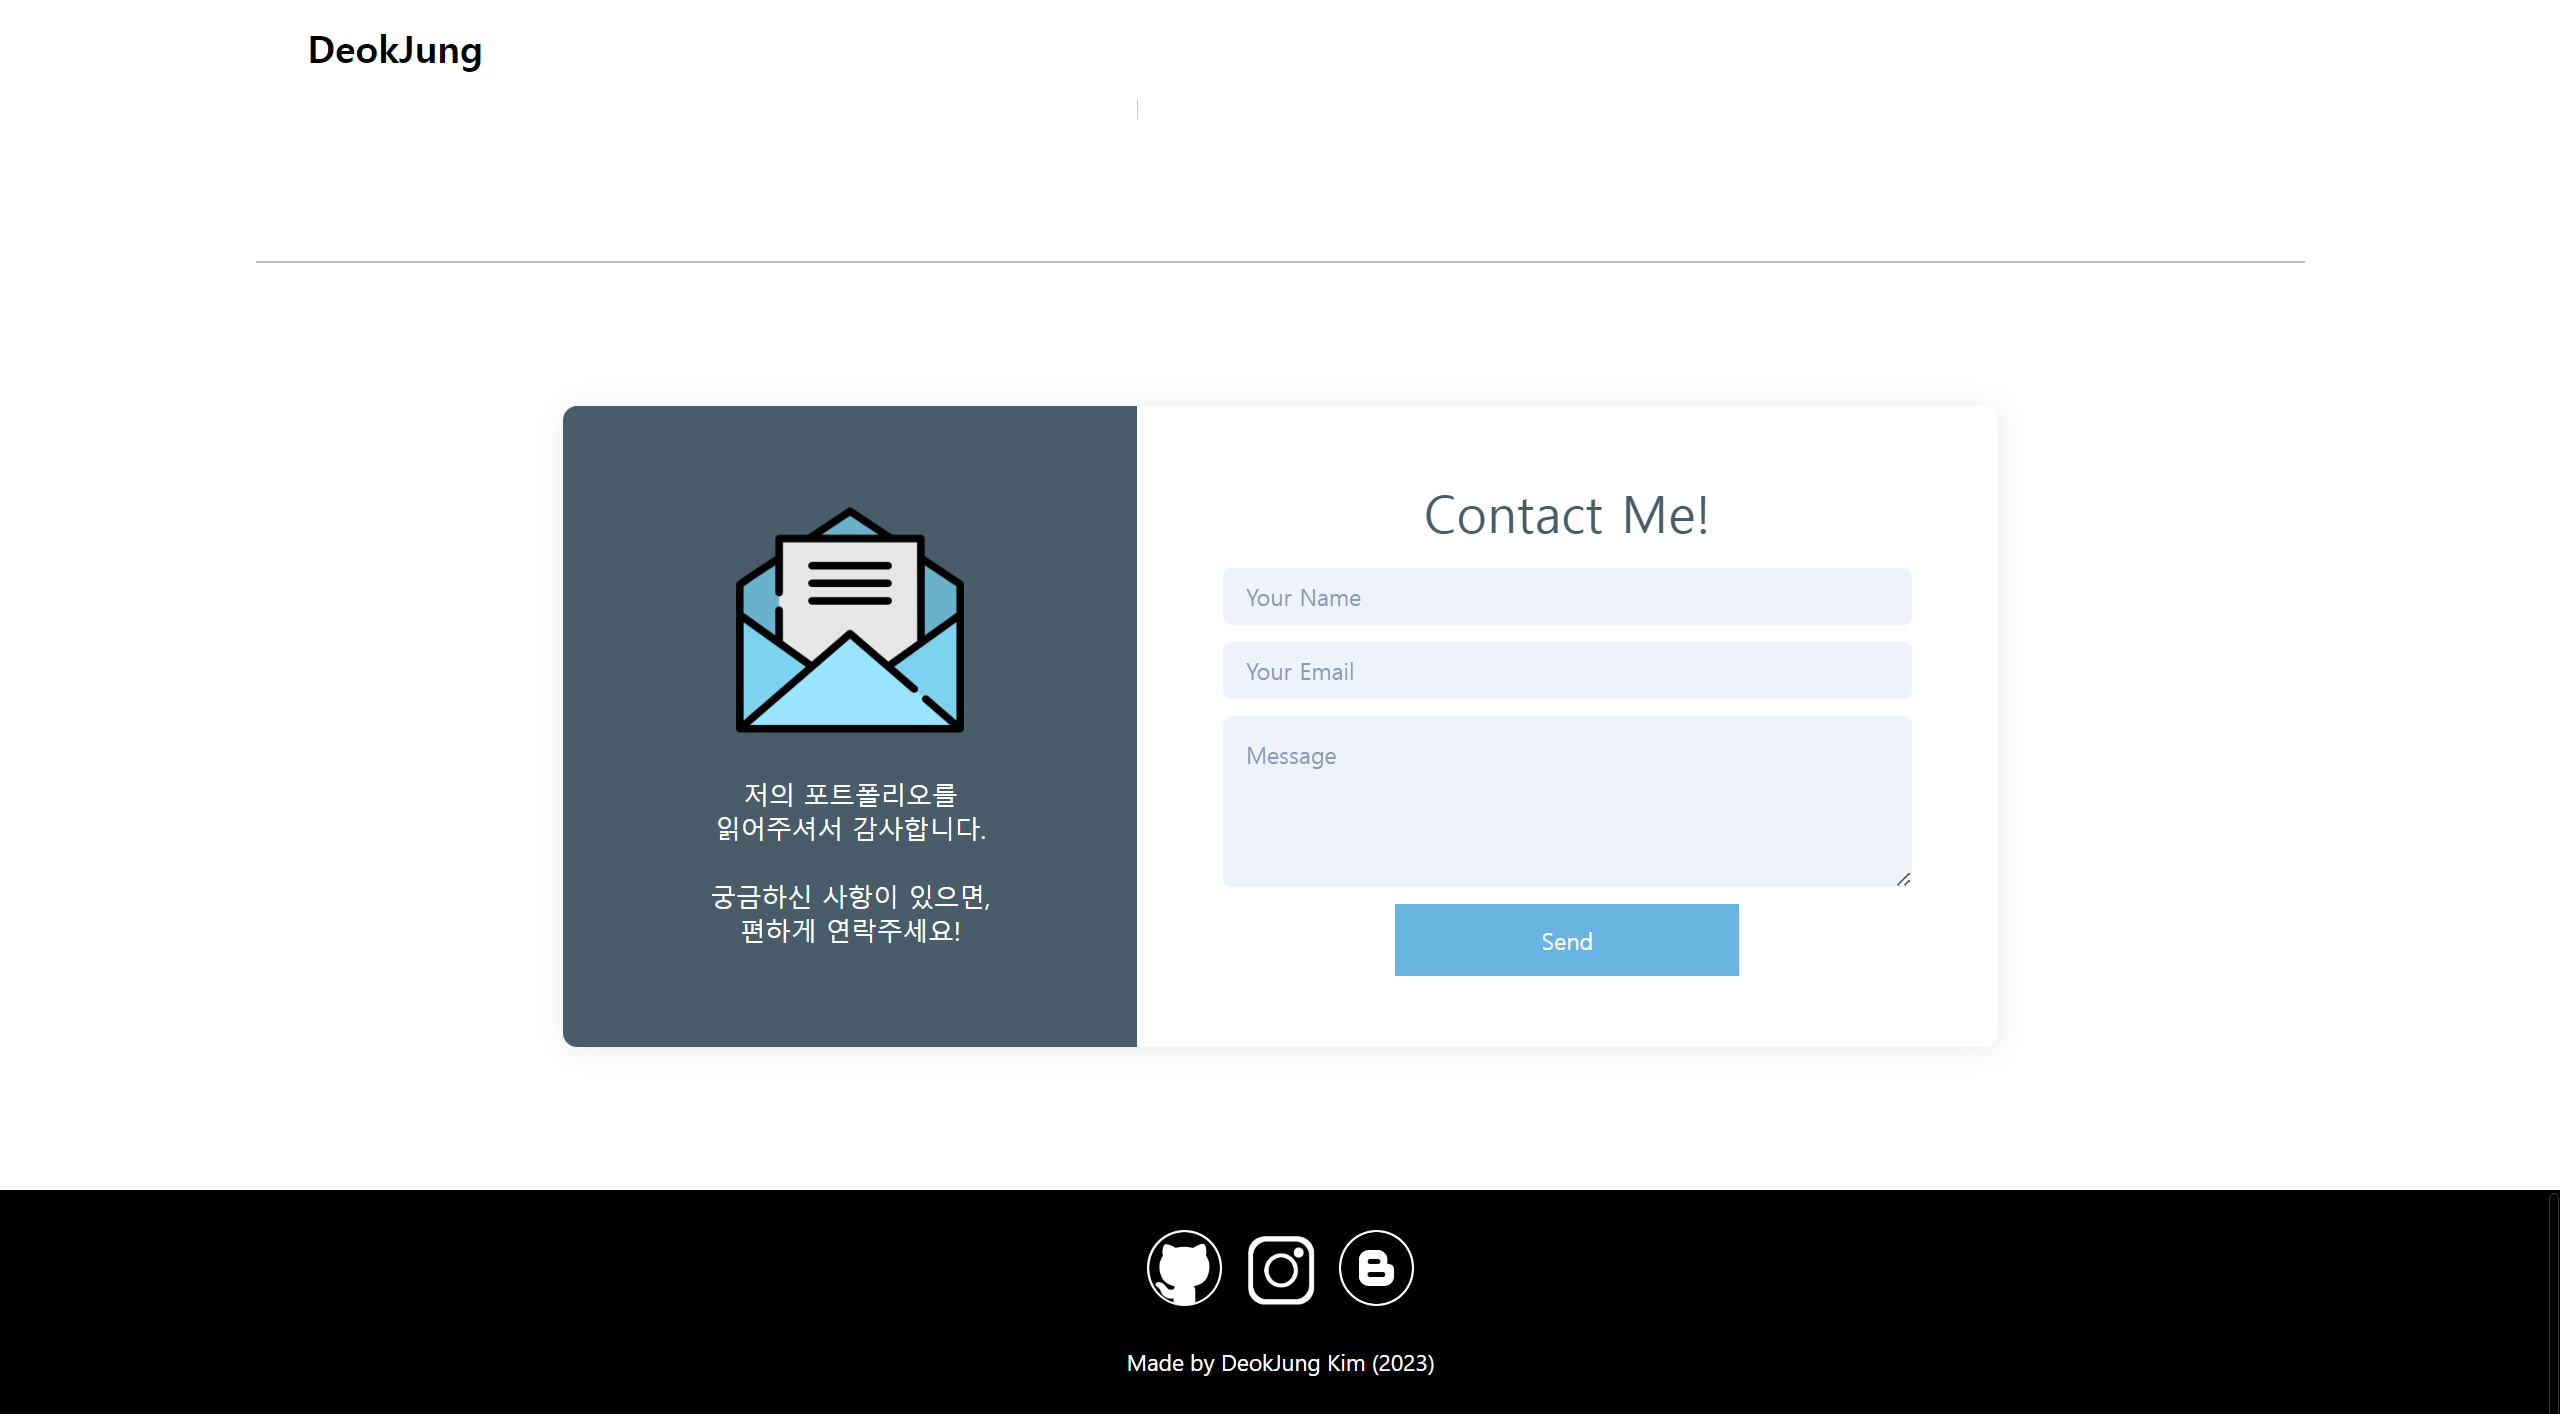 DeokJung
저의 포트폴리오를
읽어주셔서 감사합니다.
궁금하신 사항이 있으면,
편하게 연락주세요!
Contact Me!
Your Name
Your Email
Message
Send
Made by DeokJung Kim (2023)